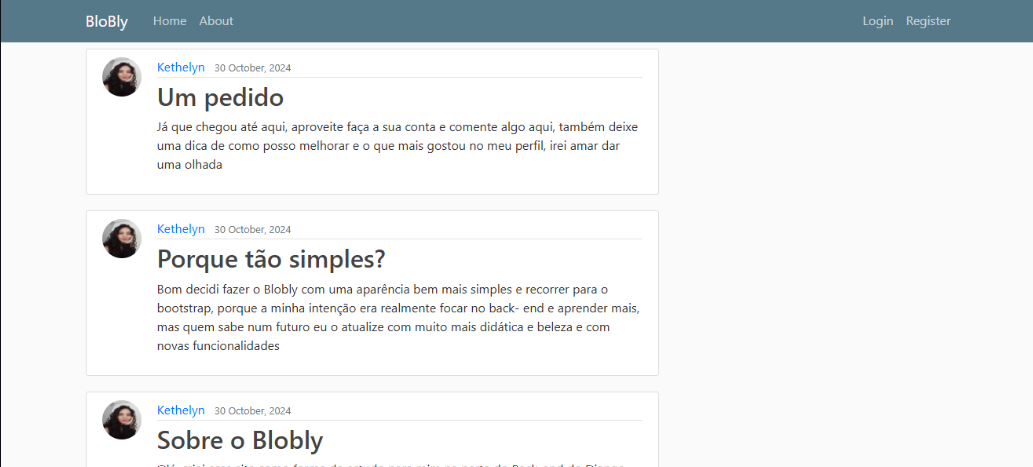 BloBly Home About Login Register
Kethelyn 30 October, 2024
Um pedido
Já que chegou até aqui, aproveite faça a sua conta e comente algo aqui, também deixe
uma dica de como posso melhorar e o que mais gostou no meu perfil, irei amar dar
uma olhada
Kethelyn 30 October, 2024
Porque tão simples?
Bom decidi fazer o Blobly com uma aparência bem mais simples e recorrer para o
bootstrap, porque a minha intenção era realmente focar no back- end e aprender mais,
mas quem sabe num futuro eu o atualize com muito mais didática e beleza e com
novas funcionalidades
Kethelyn 30 October, 2024
Sobre o Blobly